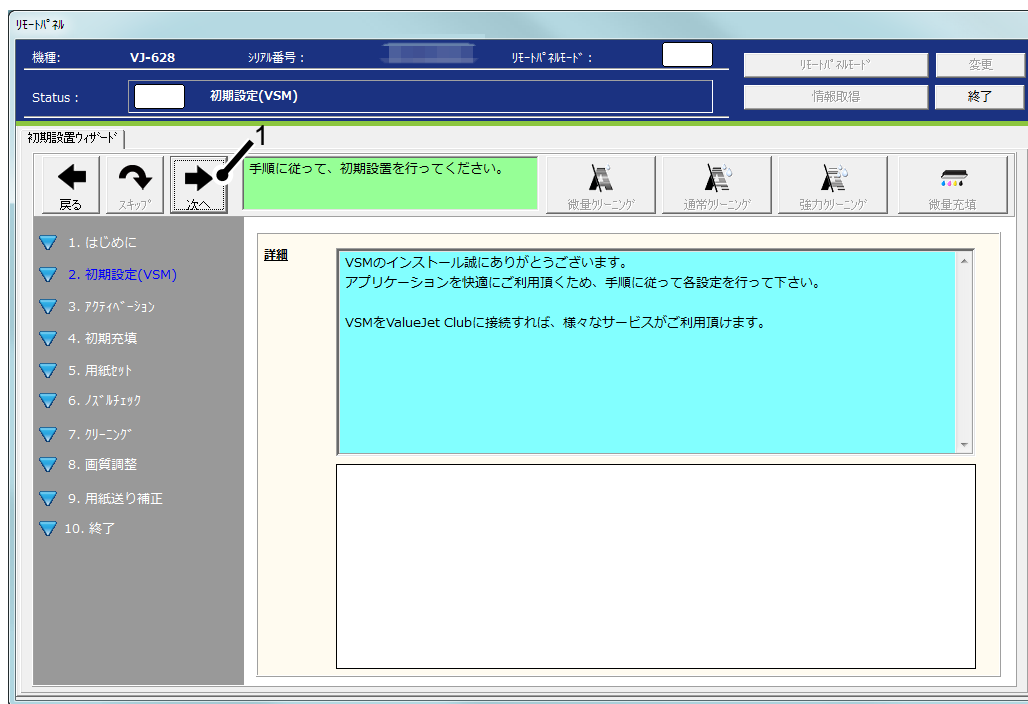 リモートパネル
機種: VJ-628 シリアル番号: リモートパネルモード:
リモートパネルモード 変更
Status: 初期設定(VSM)
情報取得 終了
初期設置ウィザード
1
戻る スキップ 次へ
手順に従って、初期設置を行ってください。
微量クリーニング 通常クリーニング 強力クリーニング 微量充填
1. はじめに
2. 初期設定(VSM)
3. アクティベーション
4. 初期充填
5. 用紙セット
6. ノズルチェック
7. クリーニング
8. 画質調整
9. 用紙送り補正
10. 終了
詳細
VSMのインストール誠にありがとうございます。
アプリケーションを快適にご利用頂くため、手順に従って各設定を行って下さい。
VSMをValueJet Clubに接続すれば、様々なサービスがご利用頂けます。